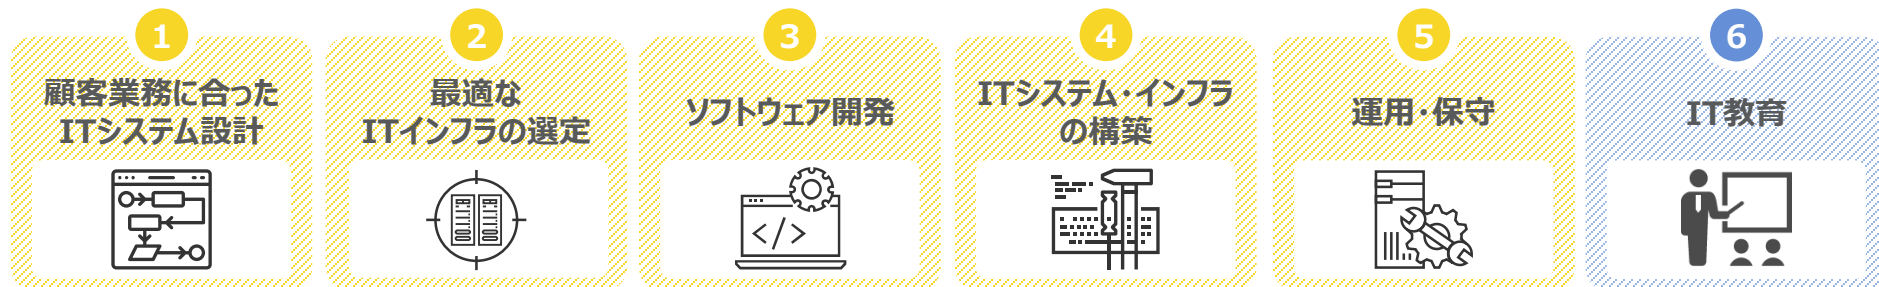 1
顧客業務に合った
ITシステム設計
2
最適な
ITインフラの選定
3
ソフトウェア開発
4
ITシステム・インフラ
の構築
5
運用・保守
6
IT教育